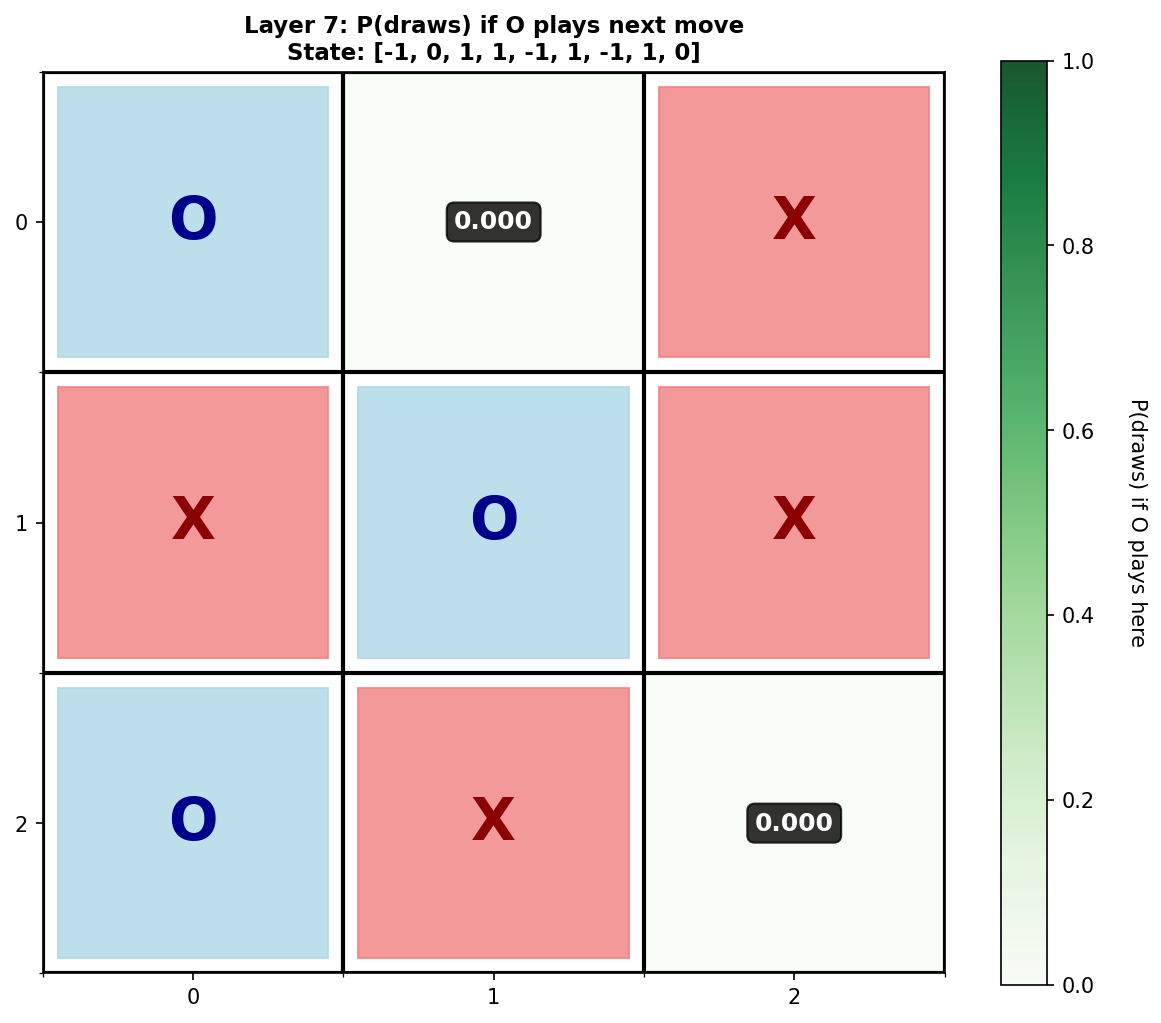 Layer 7: P(draws) if O plays next move
State: [-1, 0, 1, 1, -1, 1, -1, 1, 0]
O
0.000
X
X
O
X
O
X
0.000
0
1
2
0
1
2
1.0
0.8
0.6
0.4
0.2
0.0
P(draws) if O plays here